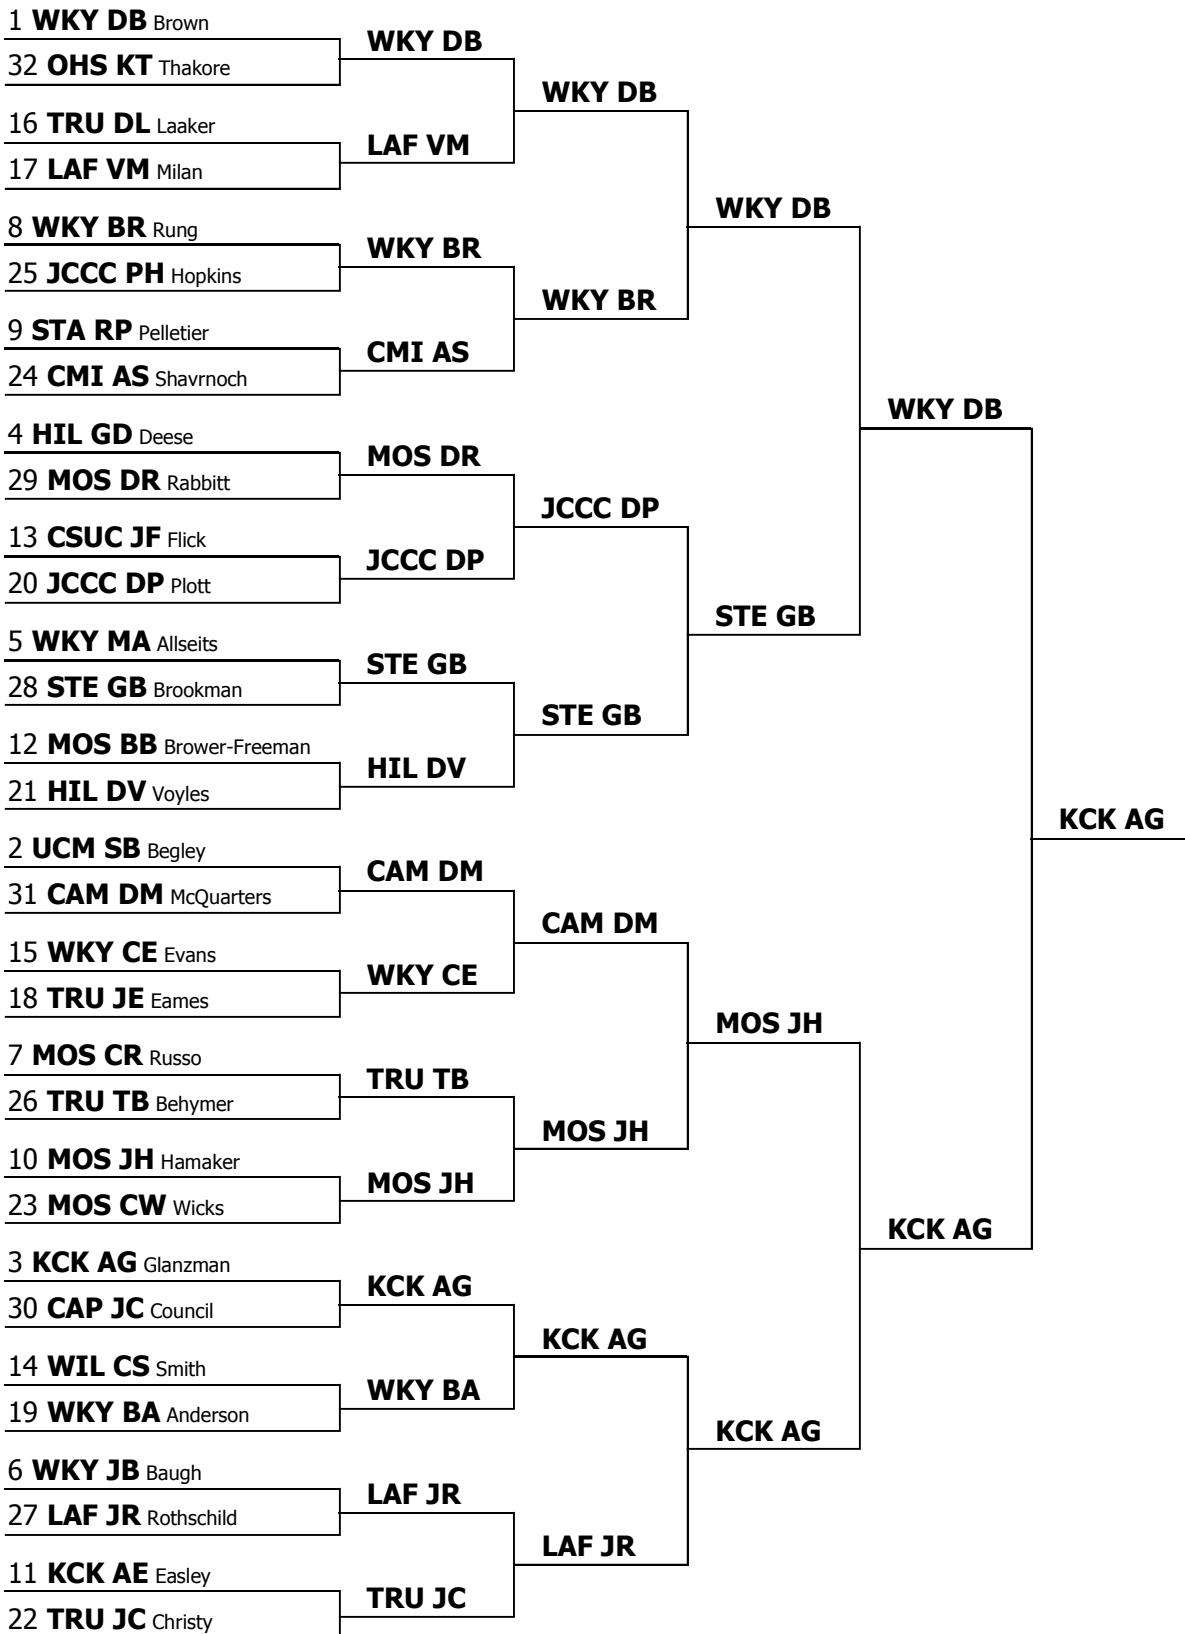 1 WKY DB Brown
32 OHS KT Thakore
16 TRU DL Laaker
17 LAF VM Milan
8 WKY BR Rung
25 JCCC PH Hopkins
9 STA RP Pelletier
24 CMI AS Shavrnoch
4 HIL GD Deese
29 MOS DR Rabbitt
13 CSUC JF Flick
20 JCCC DP Plott
5 WKY MA Allseits
28 STE GB Brookman
12 MOS BB Brower-Freeman
21 HIL DV Voyles
2 UCM SB Begley
31 CAM DM McQuarters
15 WKY CE Evans
18 TRU JE Eames
7 MOS CR Russo
26 TRU TB Behymer
10 MOS JH Hamaker
23 MOS CW Wicks
3 KCK AG Glanzman
30 CAP JC Council
14 WIL CS Smith
19 WKY BA Anderson
6 WKY JB Baugh
27 LAF JR Rothschild
11 KCK AE Easley
22 TRU JC Christy
WKY DB
LAF VM
WKY BR
CMI AS
MOS DR
JCCC DP
STE GB
HIL DV
CAM DM
WKY CE
TRU TB
MOS JH
KCK AG
WKY BA
LAF JR
TRU JC
WKY DB
WKY BR
JCCC DP
STE GB
CAM DM
MOS JH
KCK AG
LAF JR
WKY DB
STE GB
MOS JH
KCK AG
WKY DB
KCK AG
KCK AG